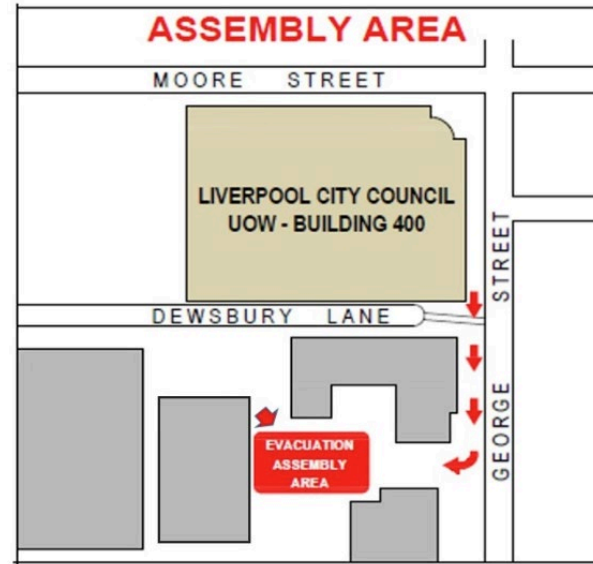 ASSEMBLY AREA
MOORE STREET
LIVERPOOL CITY COUNCIL
UOW - BUILDING 400
GEORGE STREET
DEWSBURY LANE
EVACUATION
ASSEMBLY
AREA